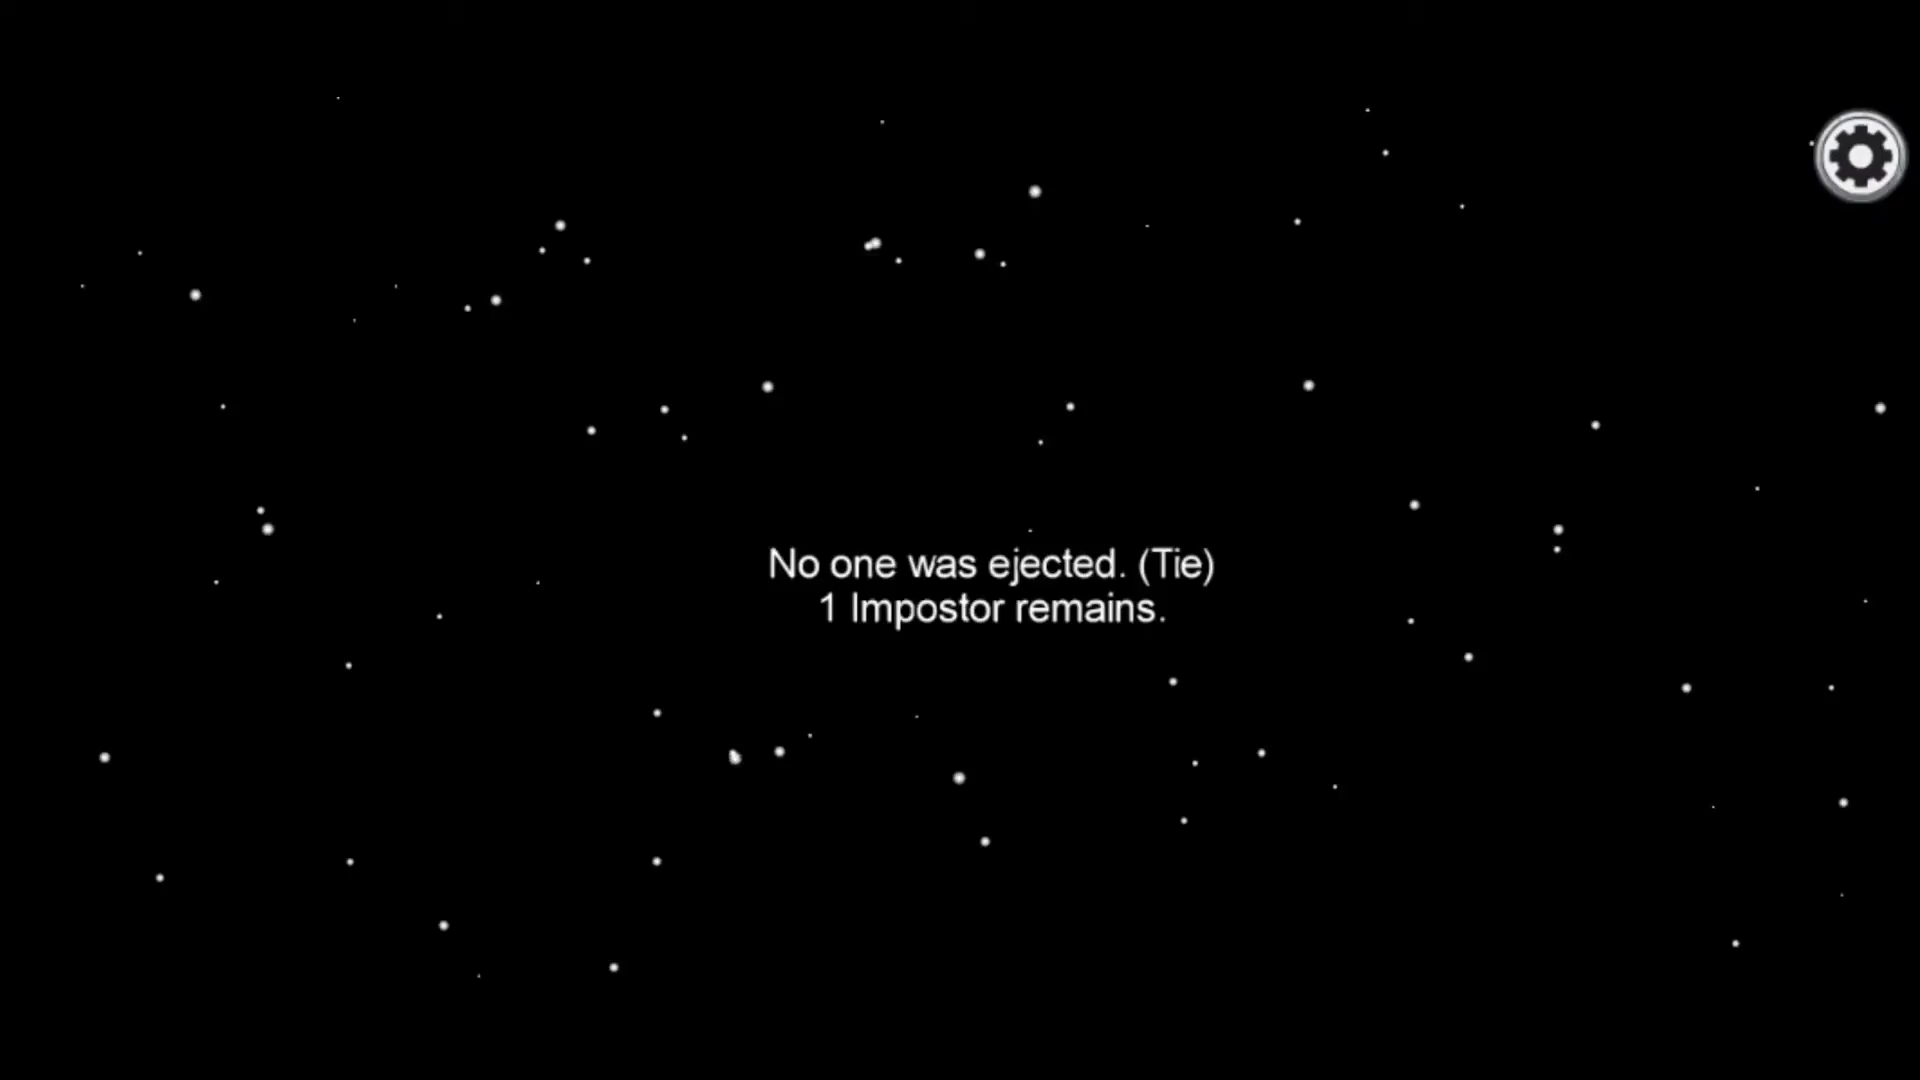 No one was ejected. (Tie)
1 Impostor remains.